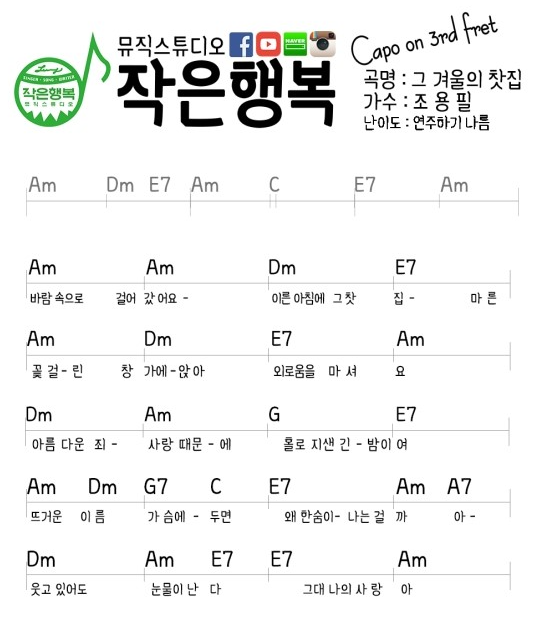 뮤직스튜디오 NAVER
작은행복
SINGER · SONG · WRITER
작은행복
뮤직스튜디오
Capo on 3rd fret
곡명 : 그 겨울의 찻집
가수 : 조 용 필
난이도 : 연주하기 나름
Am Dm E7 Am C E7 Am
Am Am Dm E7
바람 속으로 걸어 갔 어요 - 이른 아침에 그 찻 집 - 마 른
Am Dm E7 Am
꽃 걸 - 린 창 가에 - 앉 아 외로움을 마 셔 요
Dm Am G E7
아름 다운 죄 - 사랑 때문 - 에 홀로 지샌 긴 - 밤이 여
Am Dm G7 C E7 Am A7
뜨거운 이 름 가 슴에 - 두면 왜 한숨이 - 나는 걸 까 아 -
Dm Am E7 E7 Am
웃고 있어도 눈물이 난 다 그대 나의 사 랑 아